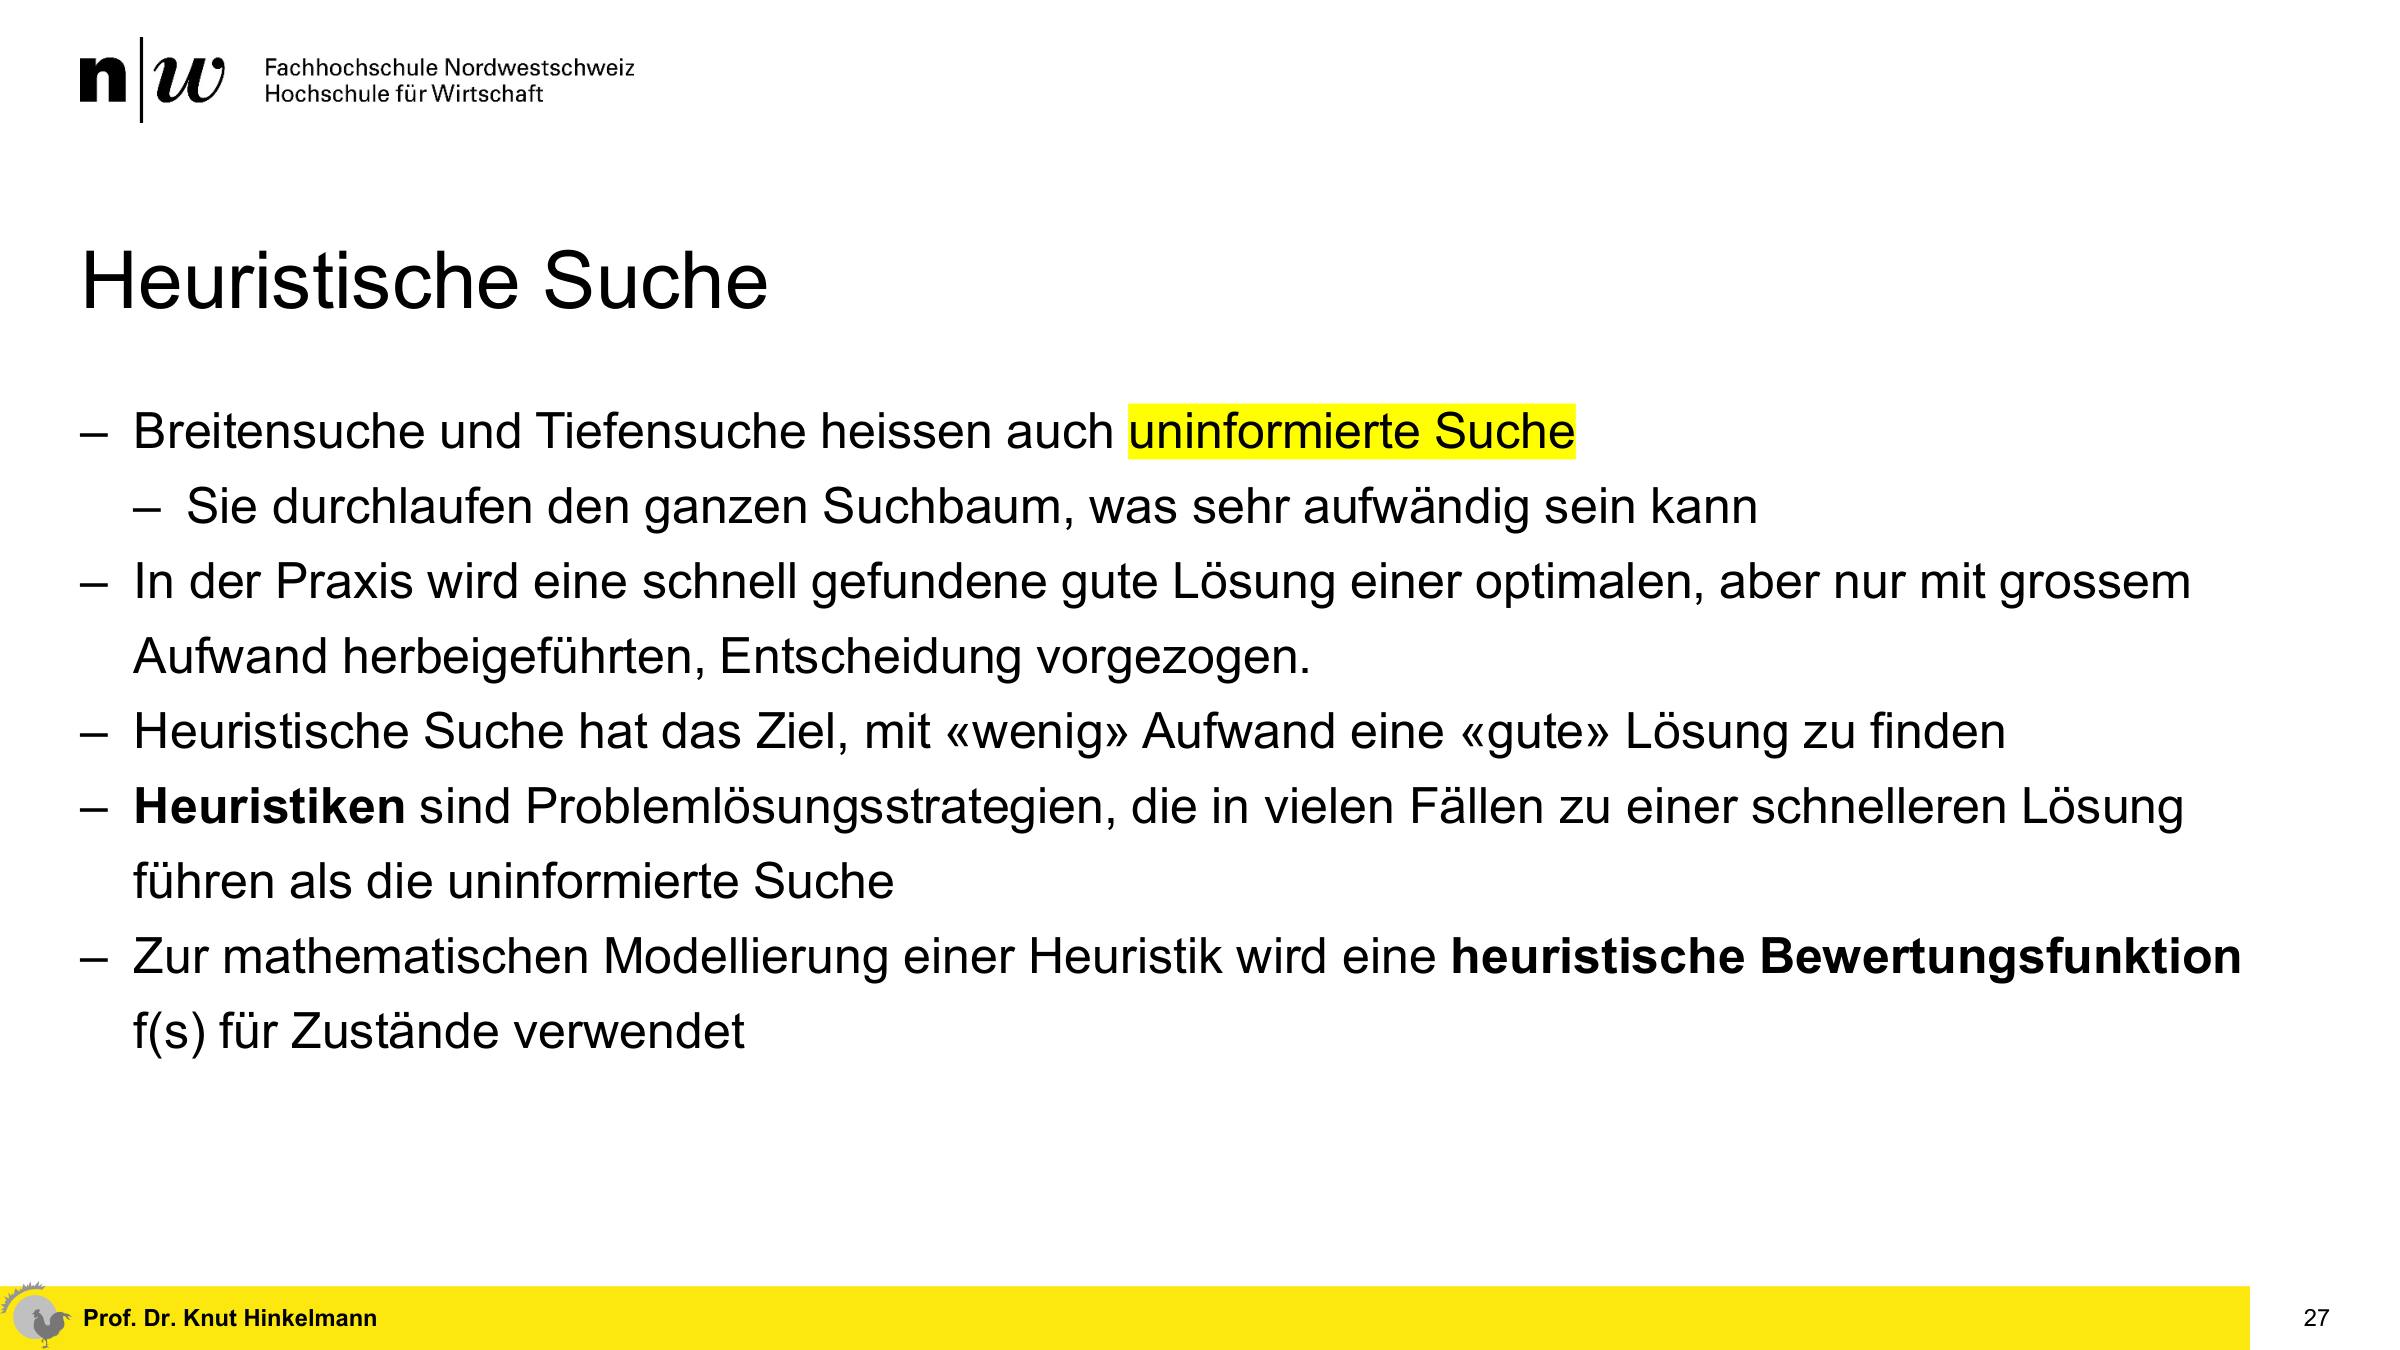 n|w Fachhochschule Nordwestschweiz
Hochschule für Wirtschaft
Heuristische Suche
– Breitensuche und Tiefensuche heissen auch uninformierte Suche
– Sie durchlaufen den ganzen Suchbaum, was sehr aufwändig sein kann
– In der Praxis wird eine schnell gefundene gute Lösung einer optimalen, aber nur mit grossem
Aufwand herbeigeführten, Entscheidung vorgezogen.
– Heuristische Suche hat das Ziel, mit «wenig» Aufwand eine «gute» Lösung zu finden
– Heuristiken sind Problemlösungsstrategien, die in vielen Fällen zu einer schnelleren Lösung
führen als die uninformierte Suche
– Zur mathematischen Modellierung einer Heuristik wird eine heuristische Bewertungsfunktion
f(s) für Zustände verwendet
Prof. Dr. Knut Hinkelmann
27